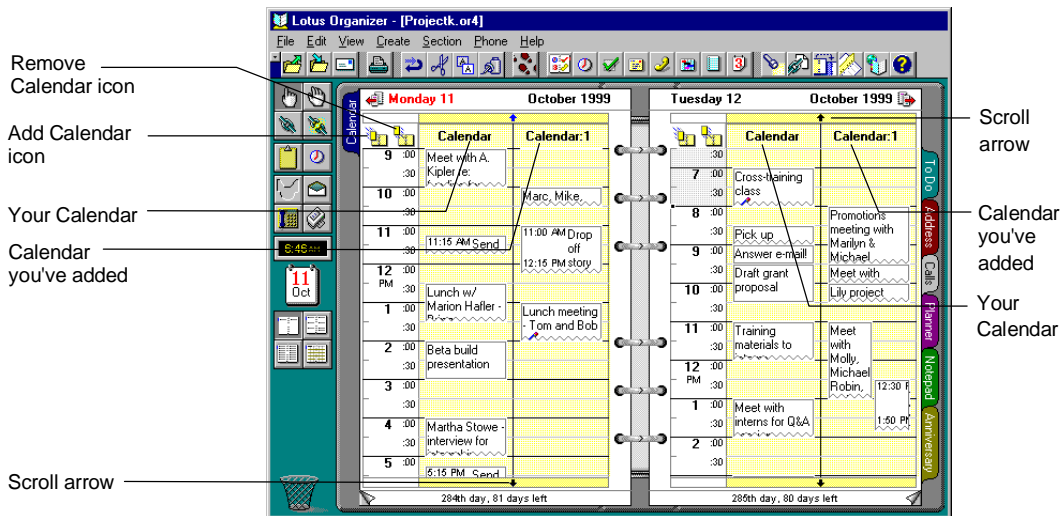 Lotus Organizer - [Projectk.or4]
File Edit View Create Section Phone Help
Remove
Calendar icon
Add Calendar
icon
Your Calendar
Calendar
you've added
Scroll arrow
6:46 AM
11
Oct
Calendar
Monday 11 October 1999
Calendar Calendar:1
9 :00
:30
10 :00
:30
11 :00
:30
12 :00
PM :30
1 :00
:30
2 :00
:30
3 :00
:30
4 :00
:30
5 :00
Meet with A.
Kipler re:
11:15 AM Send
Lunch w/
Marion Hafler -
Beta build
presentation
Martha Stowe -
interview for
5:15 PM Send
Marc, Mike,
11:00 AM Drop
off
12:15 PM story
Lunch meeting
- Tom and Bob
284th day, 81 days left
Tuesday 12 October 1999
Calendar Calendar:1
:30
7 :00
:30
8 :00
:30
9 :00
:30
10 :00
:30
11 :00
:30
12 :00
PM :30
1 :00
:30
2 :00
:30
Cross-training
class
Pick up
Answer e-mail!
Draft grant
proposal
Training
materials to
Meet with
interns for Q&A
Promotions
meeting with
Marilyn &
Michael
Meet with
Lily project
Meet
with
Molly,
Michael
Robin,
12:30
1:50
285th day, 80 days left
To Do
Address
Calls
Planner
Notepad
Anniversary
Scroll
arrow
Calendar
you've
added
Your
Calendar